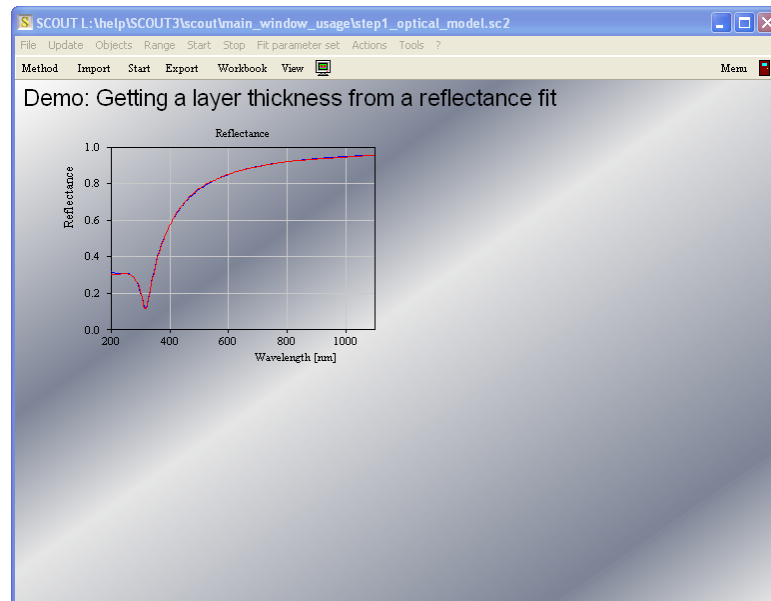 SCOUT L:\help\SCOUT3\scout\main_window_usage\step1_optical_model.sc2
File Update Objects Range Start Stop Fit parameter set Actions Tools ?
Method Import Start Export Workbook View Menu
Demo: Getting a layer thickness from a reflectance fit
Reflectance
1.0
0.8
0.6
0.4
0.2
0.0
Reflectance
200 400 600 800 1000
Wavelength [nm]